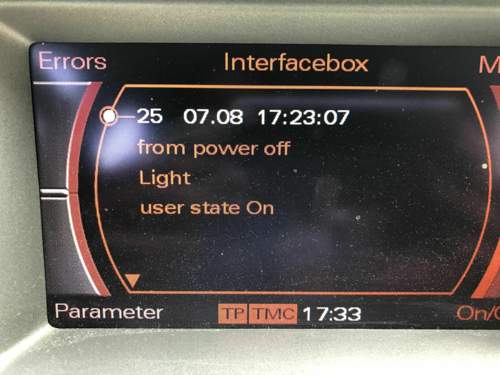 Errors Interfacebox M
25 07.08 17:23:07
from power off
Light
user state On
Parameter TP TMC 17:33 On/